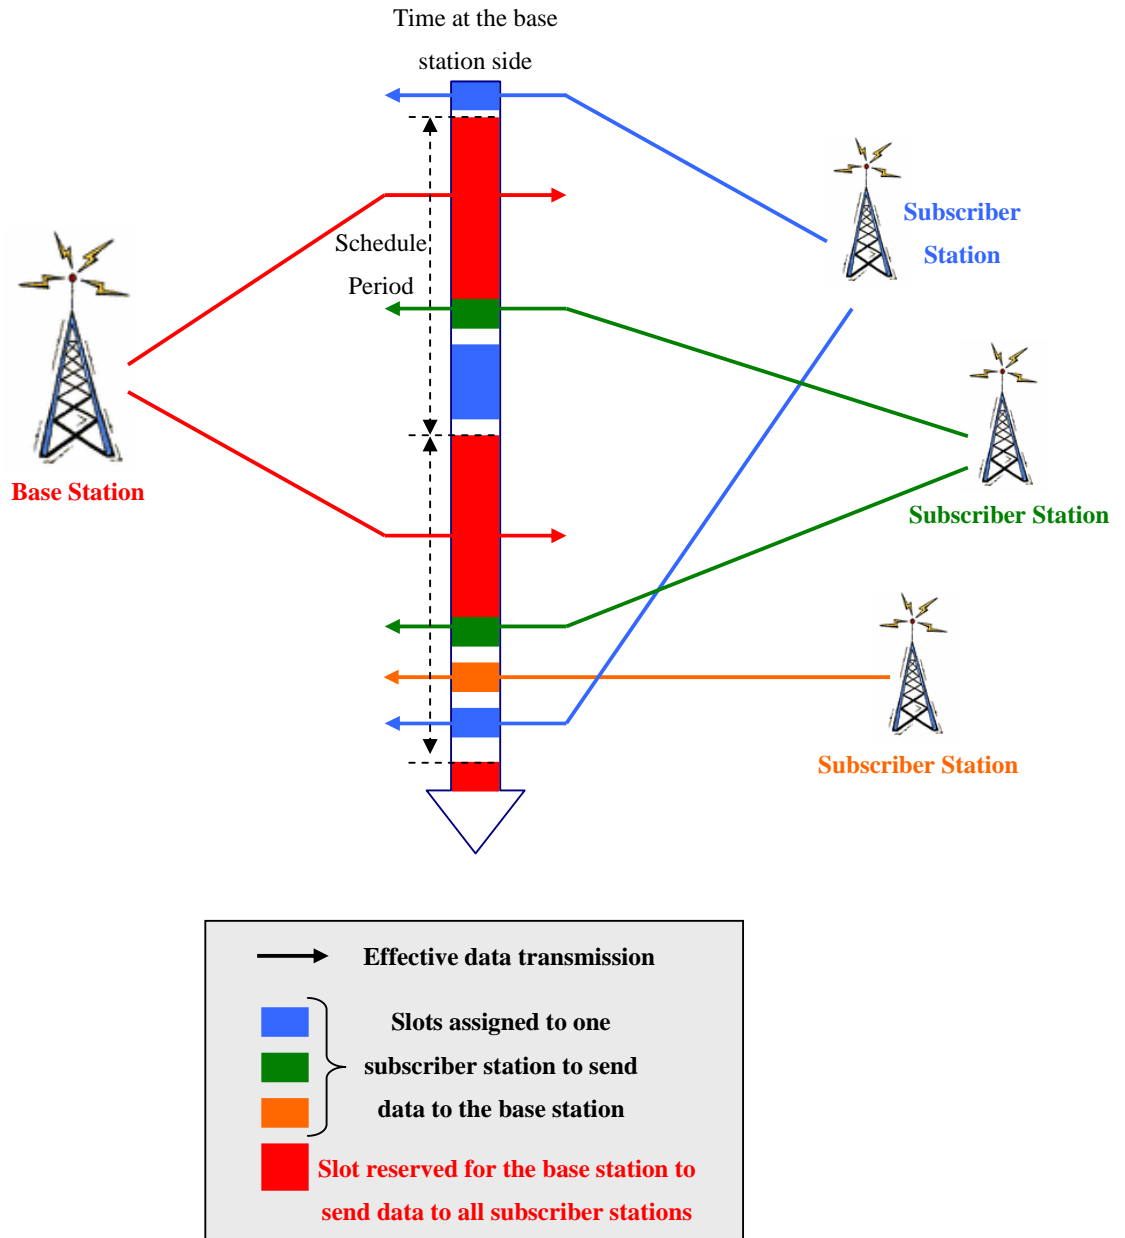 Time at the base
station side
Schedule
Period
Subscriber
Station
Base Station
Subscriber Station
Subscriber Station
Effective data transmission
Slots assigned to one
subscriber station to send
data to the base station
Slot reserved for the base station to
send data to all subscriber stations